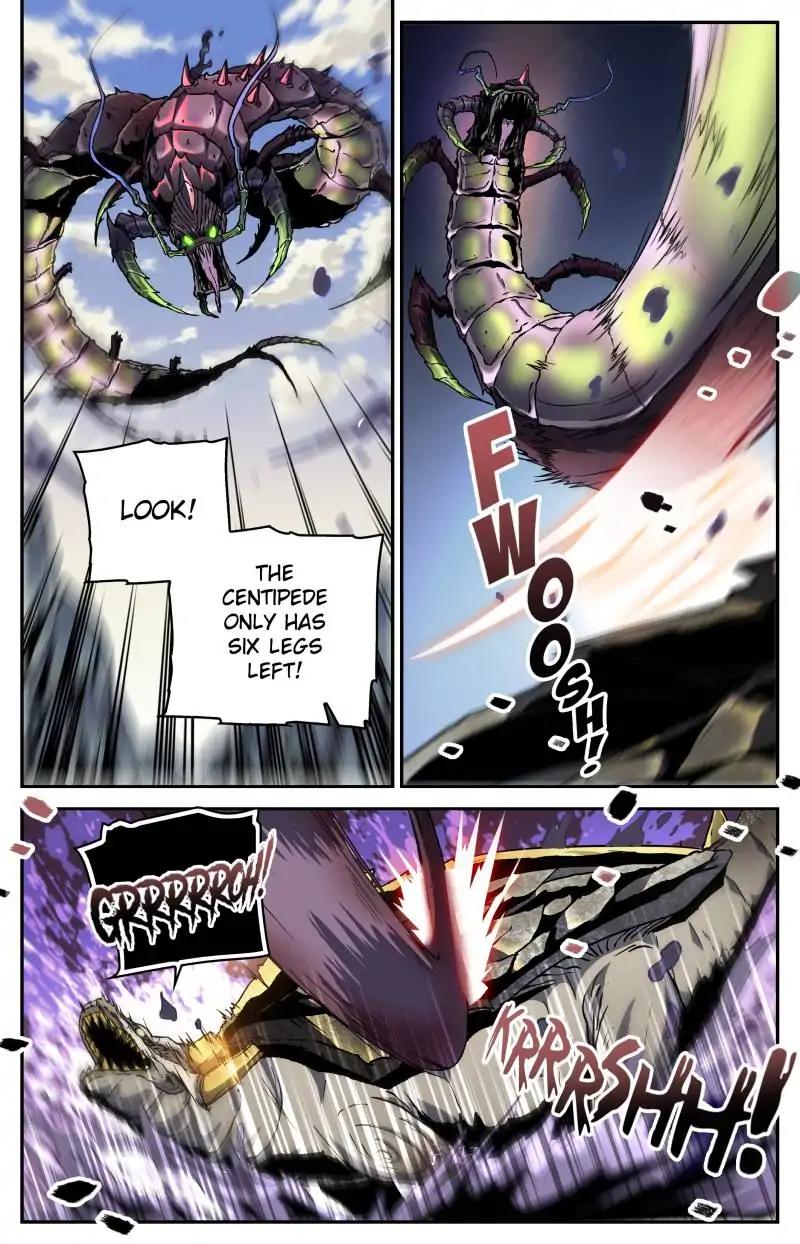 LOOK!
THE
CENTIPEDE
ONLY HAS
SIX LEGS
LEFT!
FWOOSH!
GRRRRROH!
KRRRSHH!